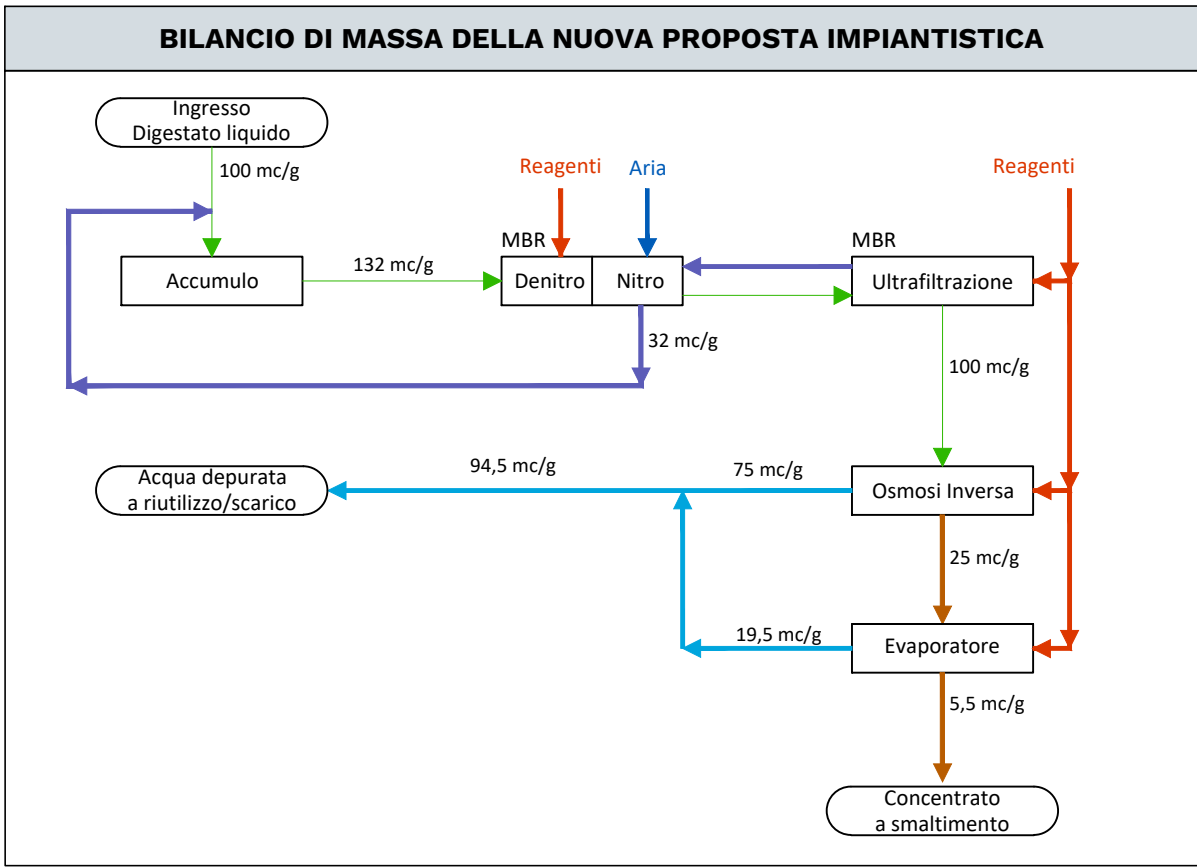 BILANCIO DI MASSA DELLA NUOVA PROPOSTA IMPIANTISTICA
Ingresso
Digestato liquido
100 mc/g
Reagenti
Aria
Reagenti
MBR
MBR
132 mc/g
Accumulo
Denitro
Nitro
Ultrafiltrazione
32 mc/g
100 mc/g
94,5 mc/g
75 mc/g
Acqua depurata
a riutilizzo/scarico
Osmosi Inversa
25 mc/g
19,5 mc/g
Evaporatore
5,5 mc/g
Concentrato
a smaltimento